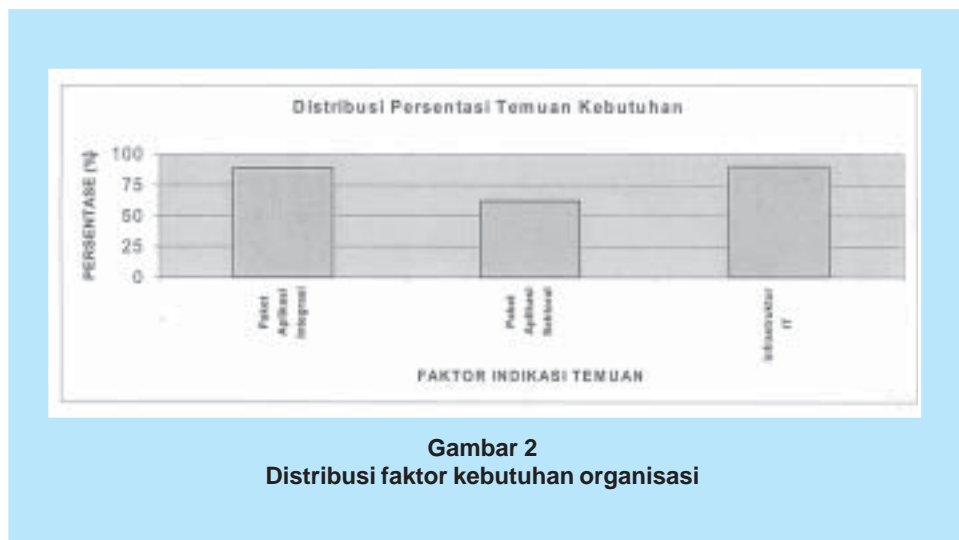 Distribusi Persentasi Temuan Kebutuhan
PERSENTASE (%)
100
75
50
25
0
Paket
Aplikasi
Integrasi
Paket
Aplikasi
Sektoral
Infrastruktur
IT
FAKTOR INDIKASI TEMUAN
Gambar 2
Distribusi faktor kebutuhan organisasi